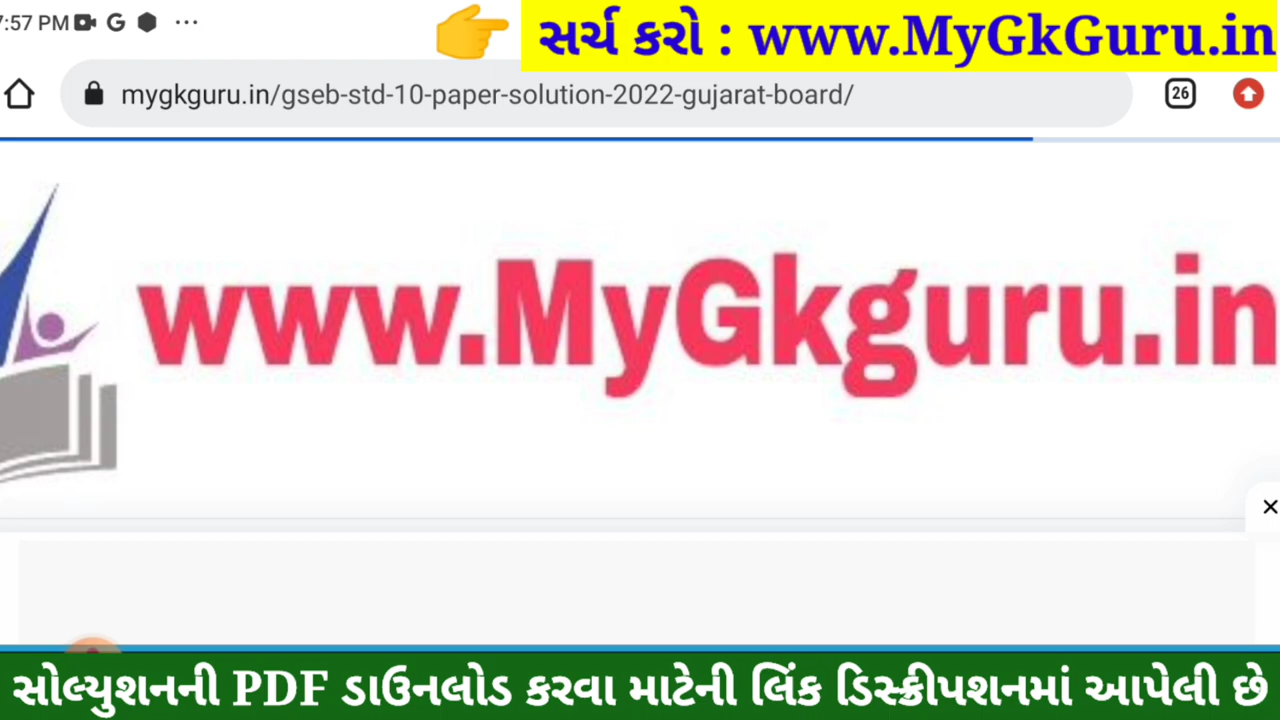 7:57 PM
સર્ચ કરો : www.MyGkGuru.in
mygkguru.in/gseb-std-10-paper-solution-2022-gujarat-board/
26
www.MyGkguru.in
સોલ્યુશનની PDF ડાઉનલોડ કરવા માટેની લિંક ડિસ્ક્રીપશનમાં આપેલી છે